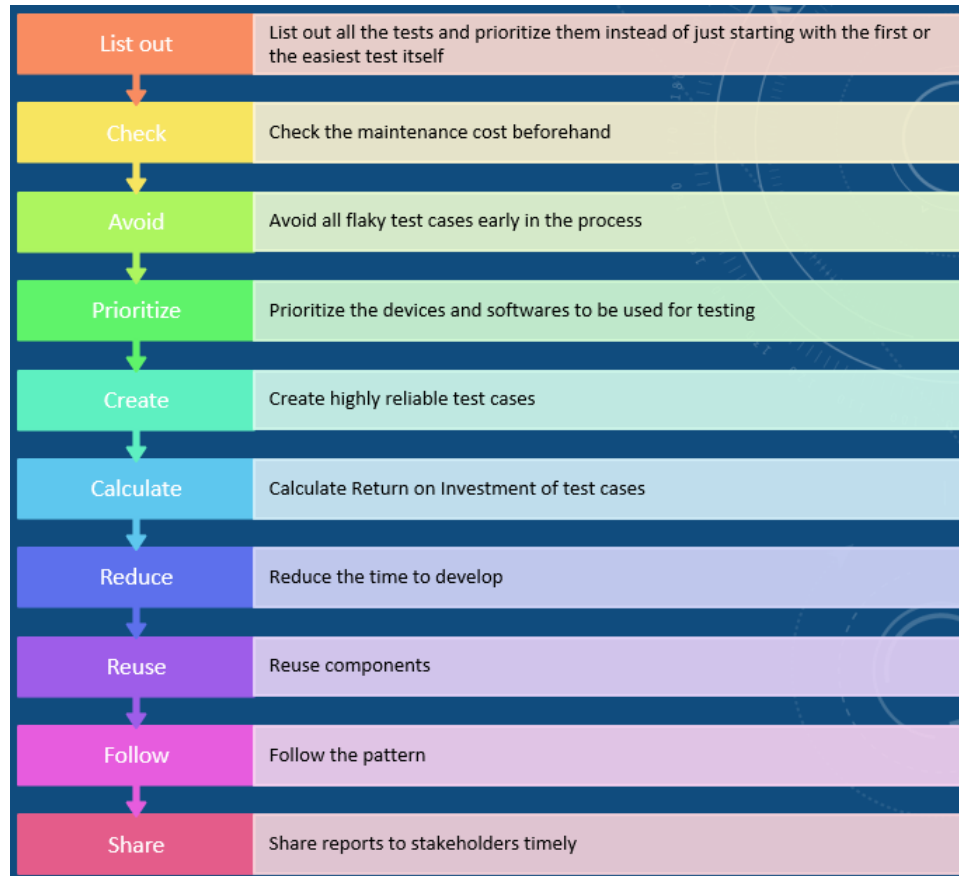 List out
List out all the tests and prioritize them instead of just starting with the first or
the easiest test itself
Check
Check the maintenance cost beforehand
Avoid
Avoid all flaky test cases early in the process
Prioritize
Prioritize the devices and softwares to be used for testing
Create
Create highly reliable test cases
Calculate
Calculate Return on Investment of test cases
Reduce
Reduce the time to develop
Reuse
Reuse components
Follow
Follow the pattern
Share
Share reports to stakeholders timely